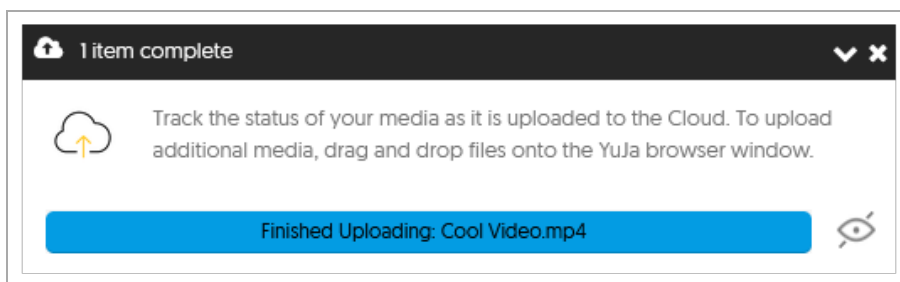 1 item complete
Track the status of your media as it is uploaded to the Cloud. To upload
additional media, drag and drop files onto the YuJa browser window.
Finished Uploading: Cool Video.mp4